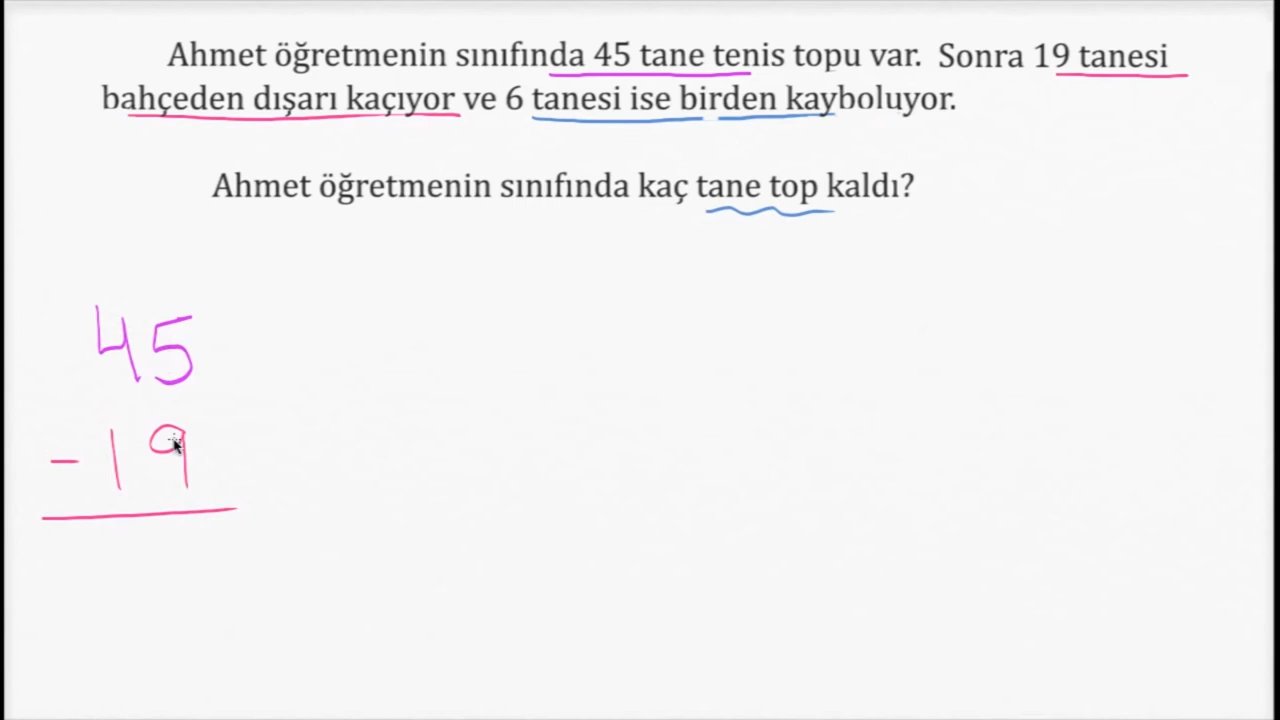 Ahmet öğretmenin sınıfında 45 tane tenis topu var. Sonra 19 tanesi
bahçeden dışarı kaçıyor ve 6 tanesi ise birden kayboluyor.
Ahmet öğretmenin sınıfında kaç tane top kaldı?
45
- 19